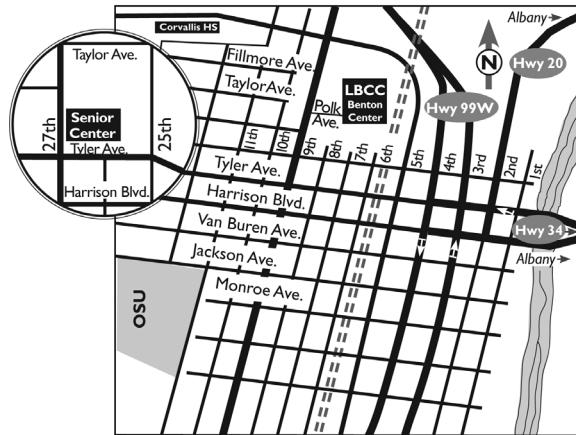 Corvallis HS
Albany
Hwy 20
N
Fillmore Ave.
Taylor Ave.
Taylor Ave.
LBCC
Benton
Center
Hwy 99W
Polk
Ave.
27th
Senior
Center
25th
Tyler Ave.
Harrison Blvd.
11th
10th
9th
8th
7th
6th
5th
4th
3rd
2nd
1st
Tyler Ave.
Harrison Blvd.
Hwy 34
Van Buren Ave.
Albany
Jackson Ave.
Monroe Ave.
OSU